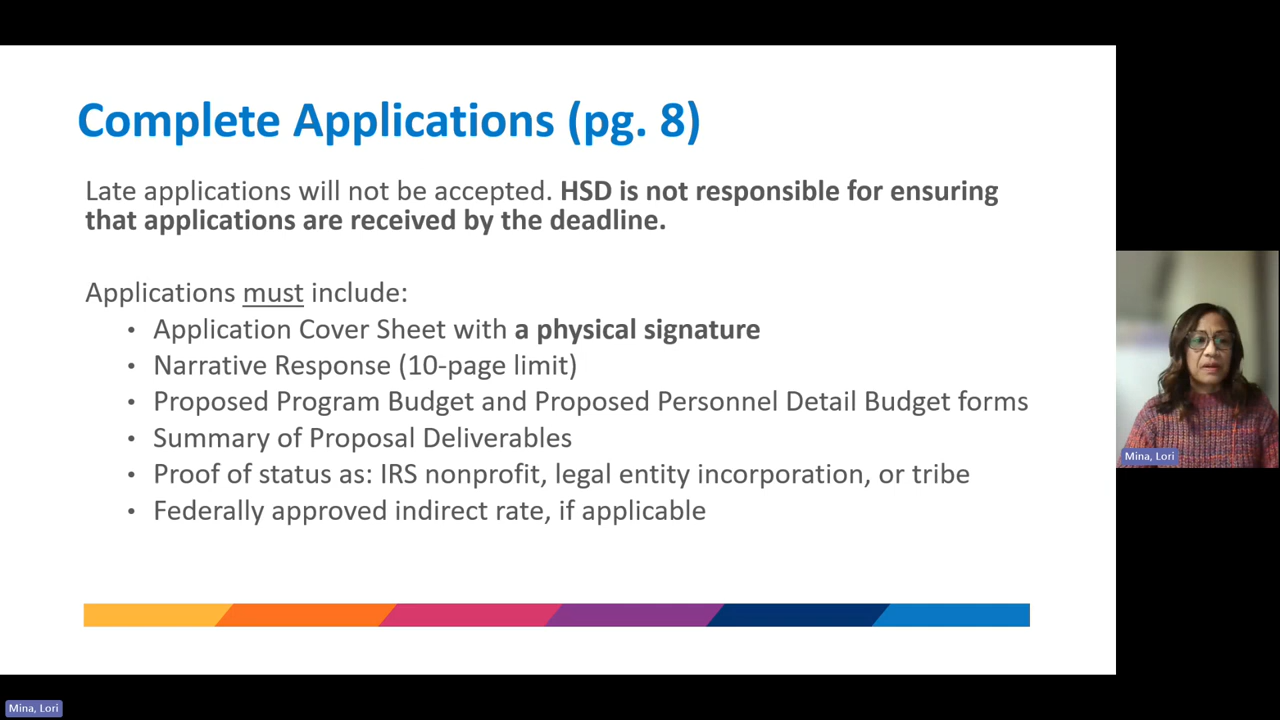 Complete Applications (pg. 8)
Late applications will not be accepted. HSD is not responsible for ensuring
that applications are received by the deadline.
Applications must include:
• Application Cover Sheet with a physical signature
• Narrative Response (10-page limit)
• Proposed Program Budget and Proposed Personnel Detail Budget forms
• Summary of Proposal Deliverables
• Proof of status as: IRS nonprofit, legal entity incorporation, or tribe
• Federally approved indirect rate, if applicable
Mina, Lori
Mina, Lori